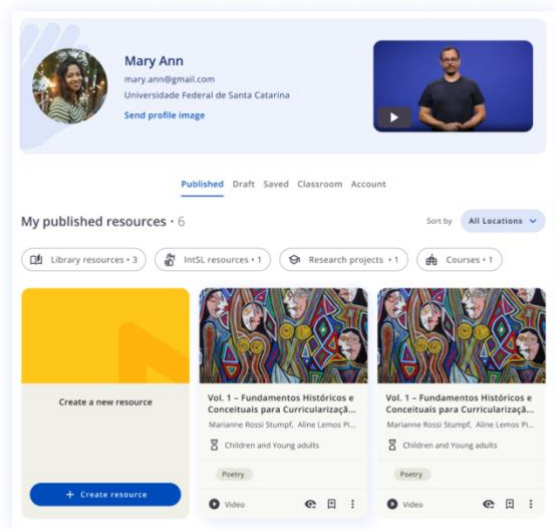 Mary Ann
mary.ann@gmail.com
Universidade Federal de Santa Catarina
Send profile image
Published Draft Saved Classroom Account
My published resources • 6
Sort by All Locations
Library resources • 3 IntSL resources • 1 Research projects • 1 Courses • 1
Create a new resource
+ Create resource
Vol. 1 – Fundamentos Históricos e
Conceituais para Curricularizaçã...
Marianne Rossi Stumpf, Aline Lemos Pi...
Children and Young adults
Poetry
Video
Vol. 1 – Fundamentos Históricos e
Conceituais para Curricularizaçã...
Marianne Rossi Stumpf, Aline Lemos Pi...
Children and Young adults
Poetry
Video